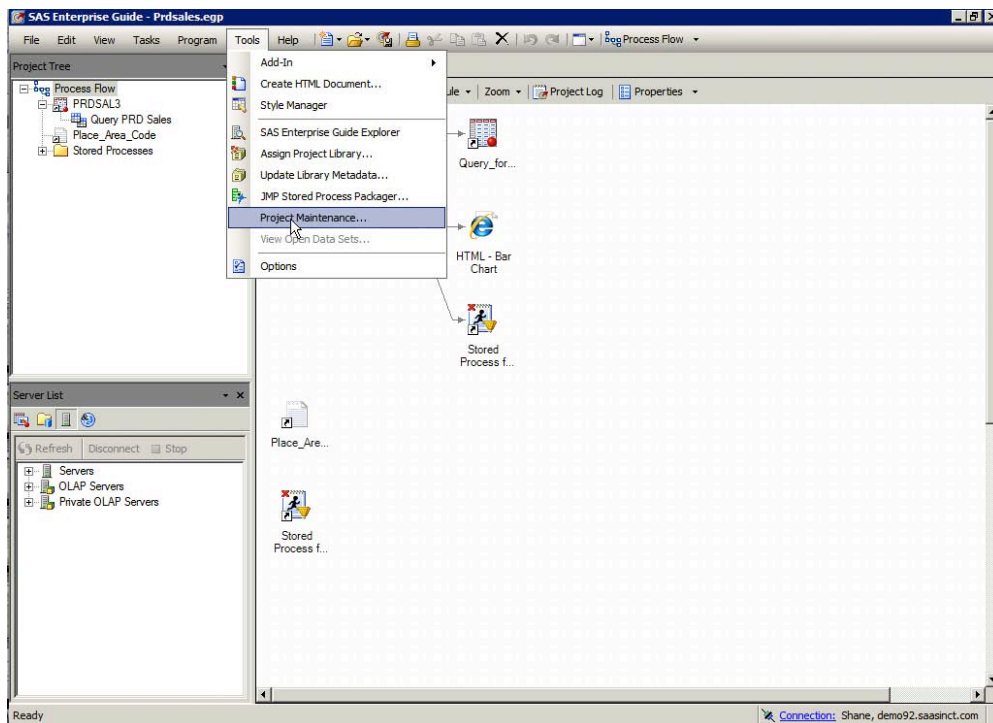 SAS Enterprise Guide - Prdsales.egp
File Edit View Tasks Program Tools Help Process Flow
Project Tree
Process Flow
PRDSAL3
Query PRD Sales
Place_Area_Code
Stored Processes
Add-In
Create HTML Document...
Style Manager
SAS Enterprise Guide Explorer
Assign Project Library...
Update Library Metadata...
JMP Stored Process Packager...
Project Maintenance...
View Open Data Sets...
Options
ule Zoom Project Log Properties
Query_for...
HTML - Bar
Chart
Stored
Process f...
Place_Are...
Stored
Process f...
Server List
Refresh Disconnect Stop
Servers
OLAP Servers
Private OLAP Servers
Ready
Connection: Shane, demo92.saasinct.com